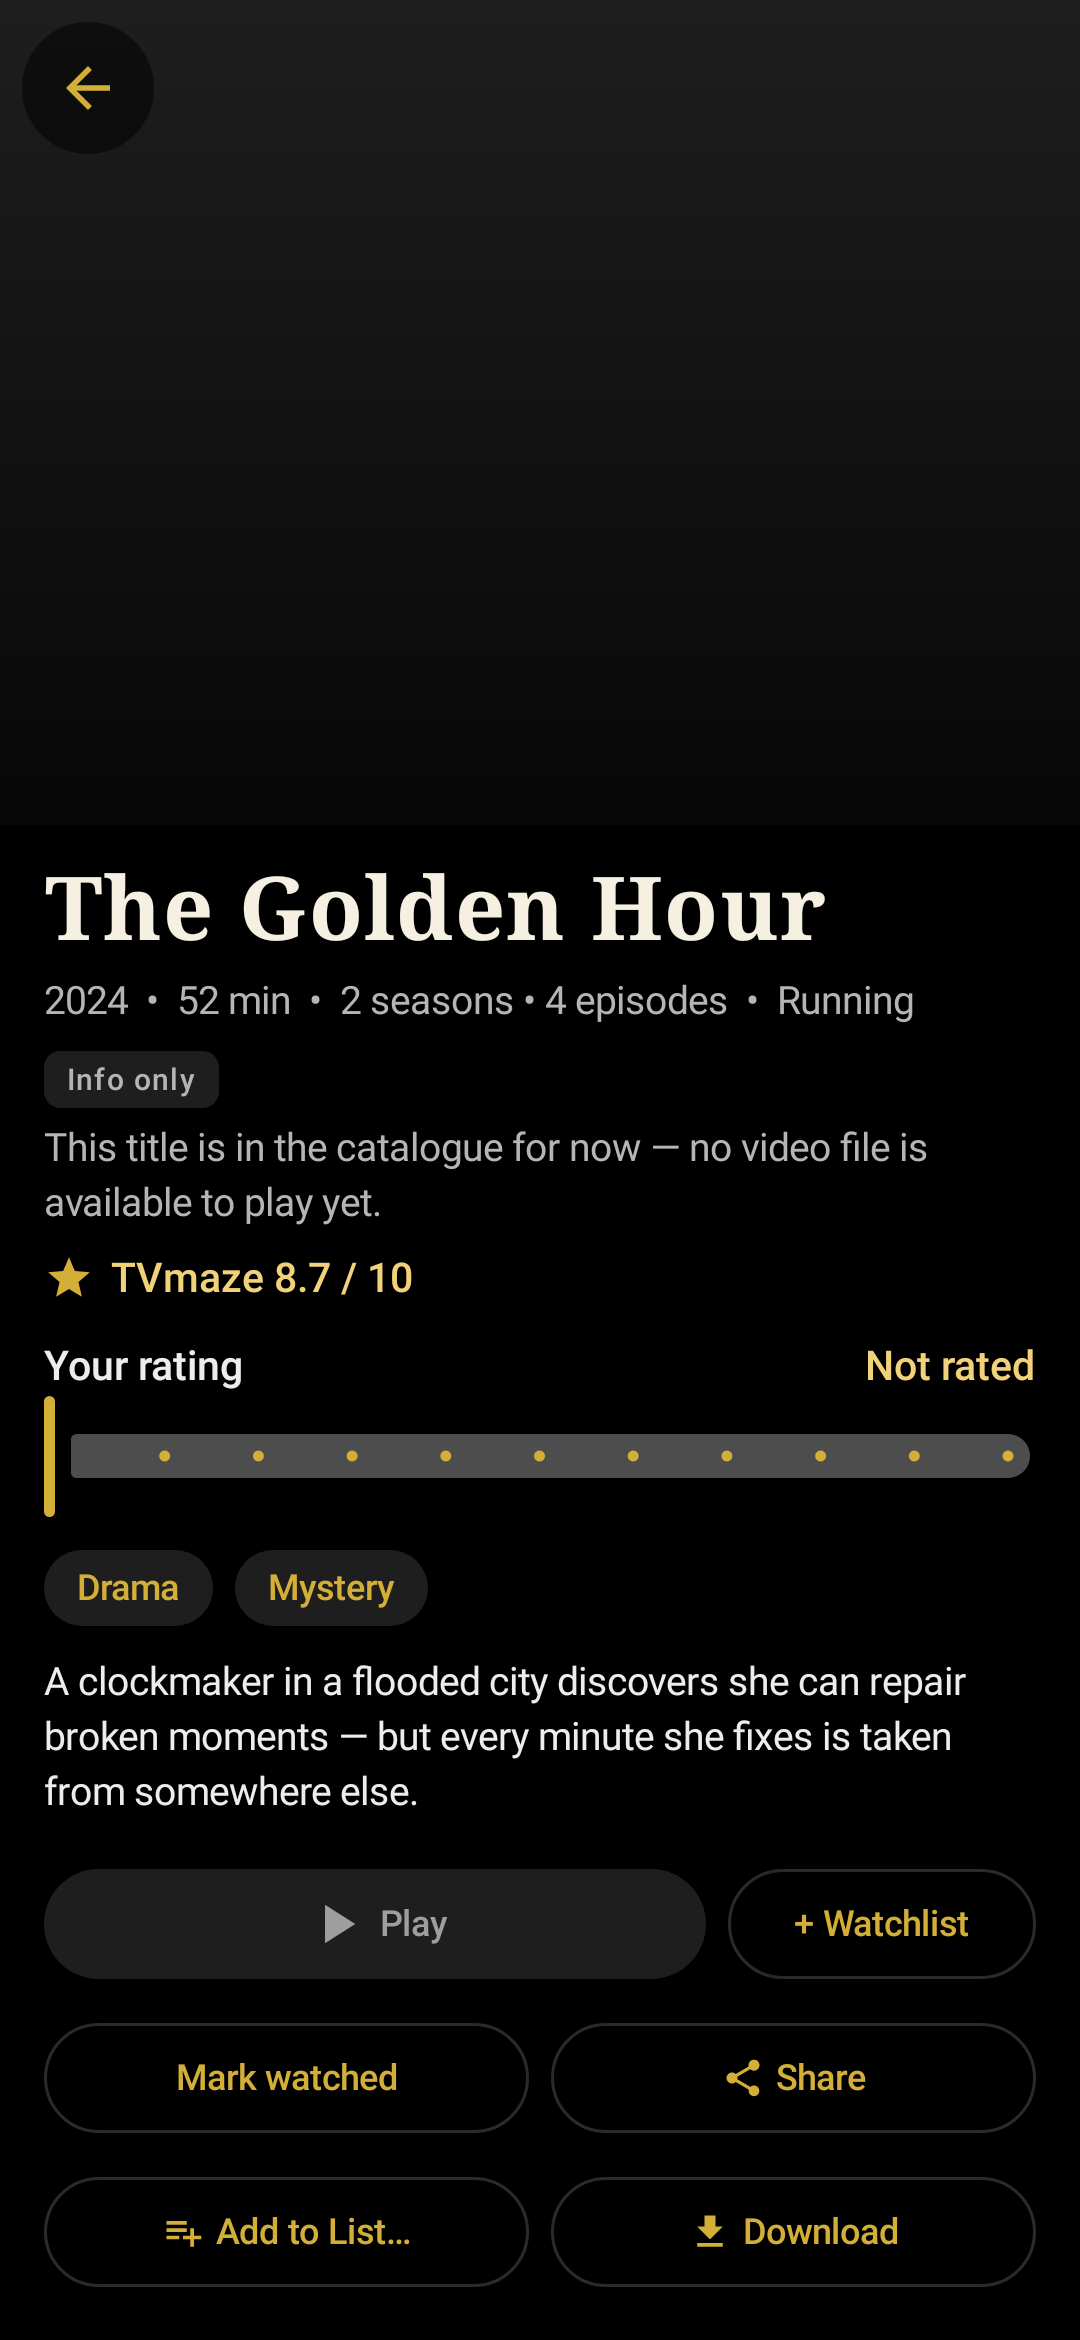 The Golden Hour
2024 • 52 min • 2 seasons • 4 episodes • Running
Info only
This title is in the catalogue for now — no video file is
available to play yet.
TVmaze 8.7 / 10
Your rating
Not rated
Drama
Mystery
A clockmaker in a flooded city discovers she can repair
broken moments — but every minute she fixes is taken
from somewhere else.
Play
+ Watchlist
Mark watched
Share
Add to List...
Download